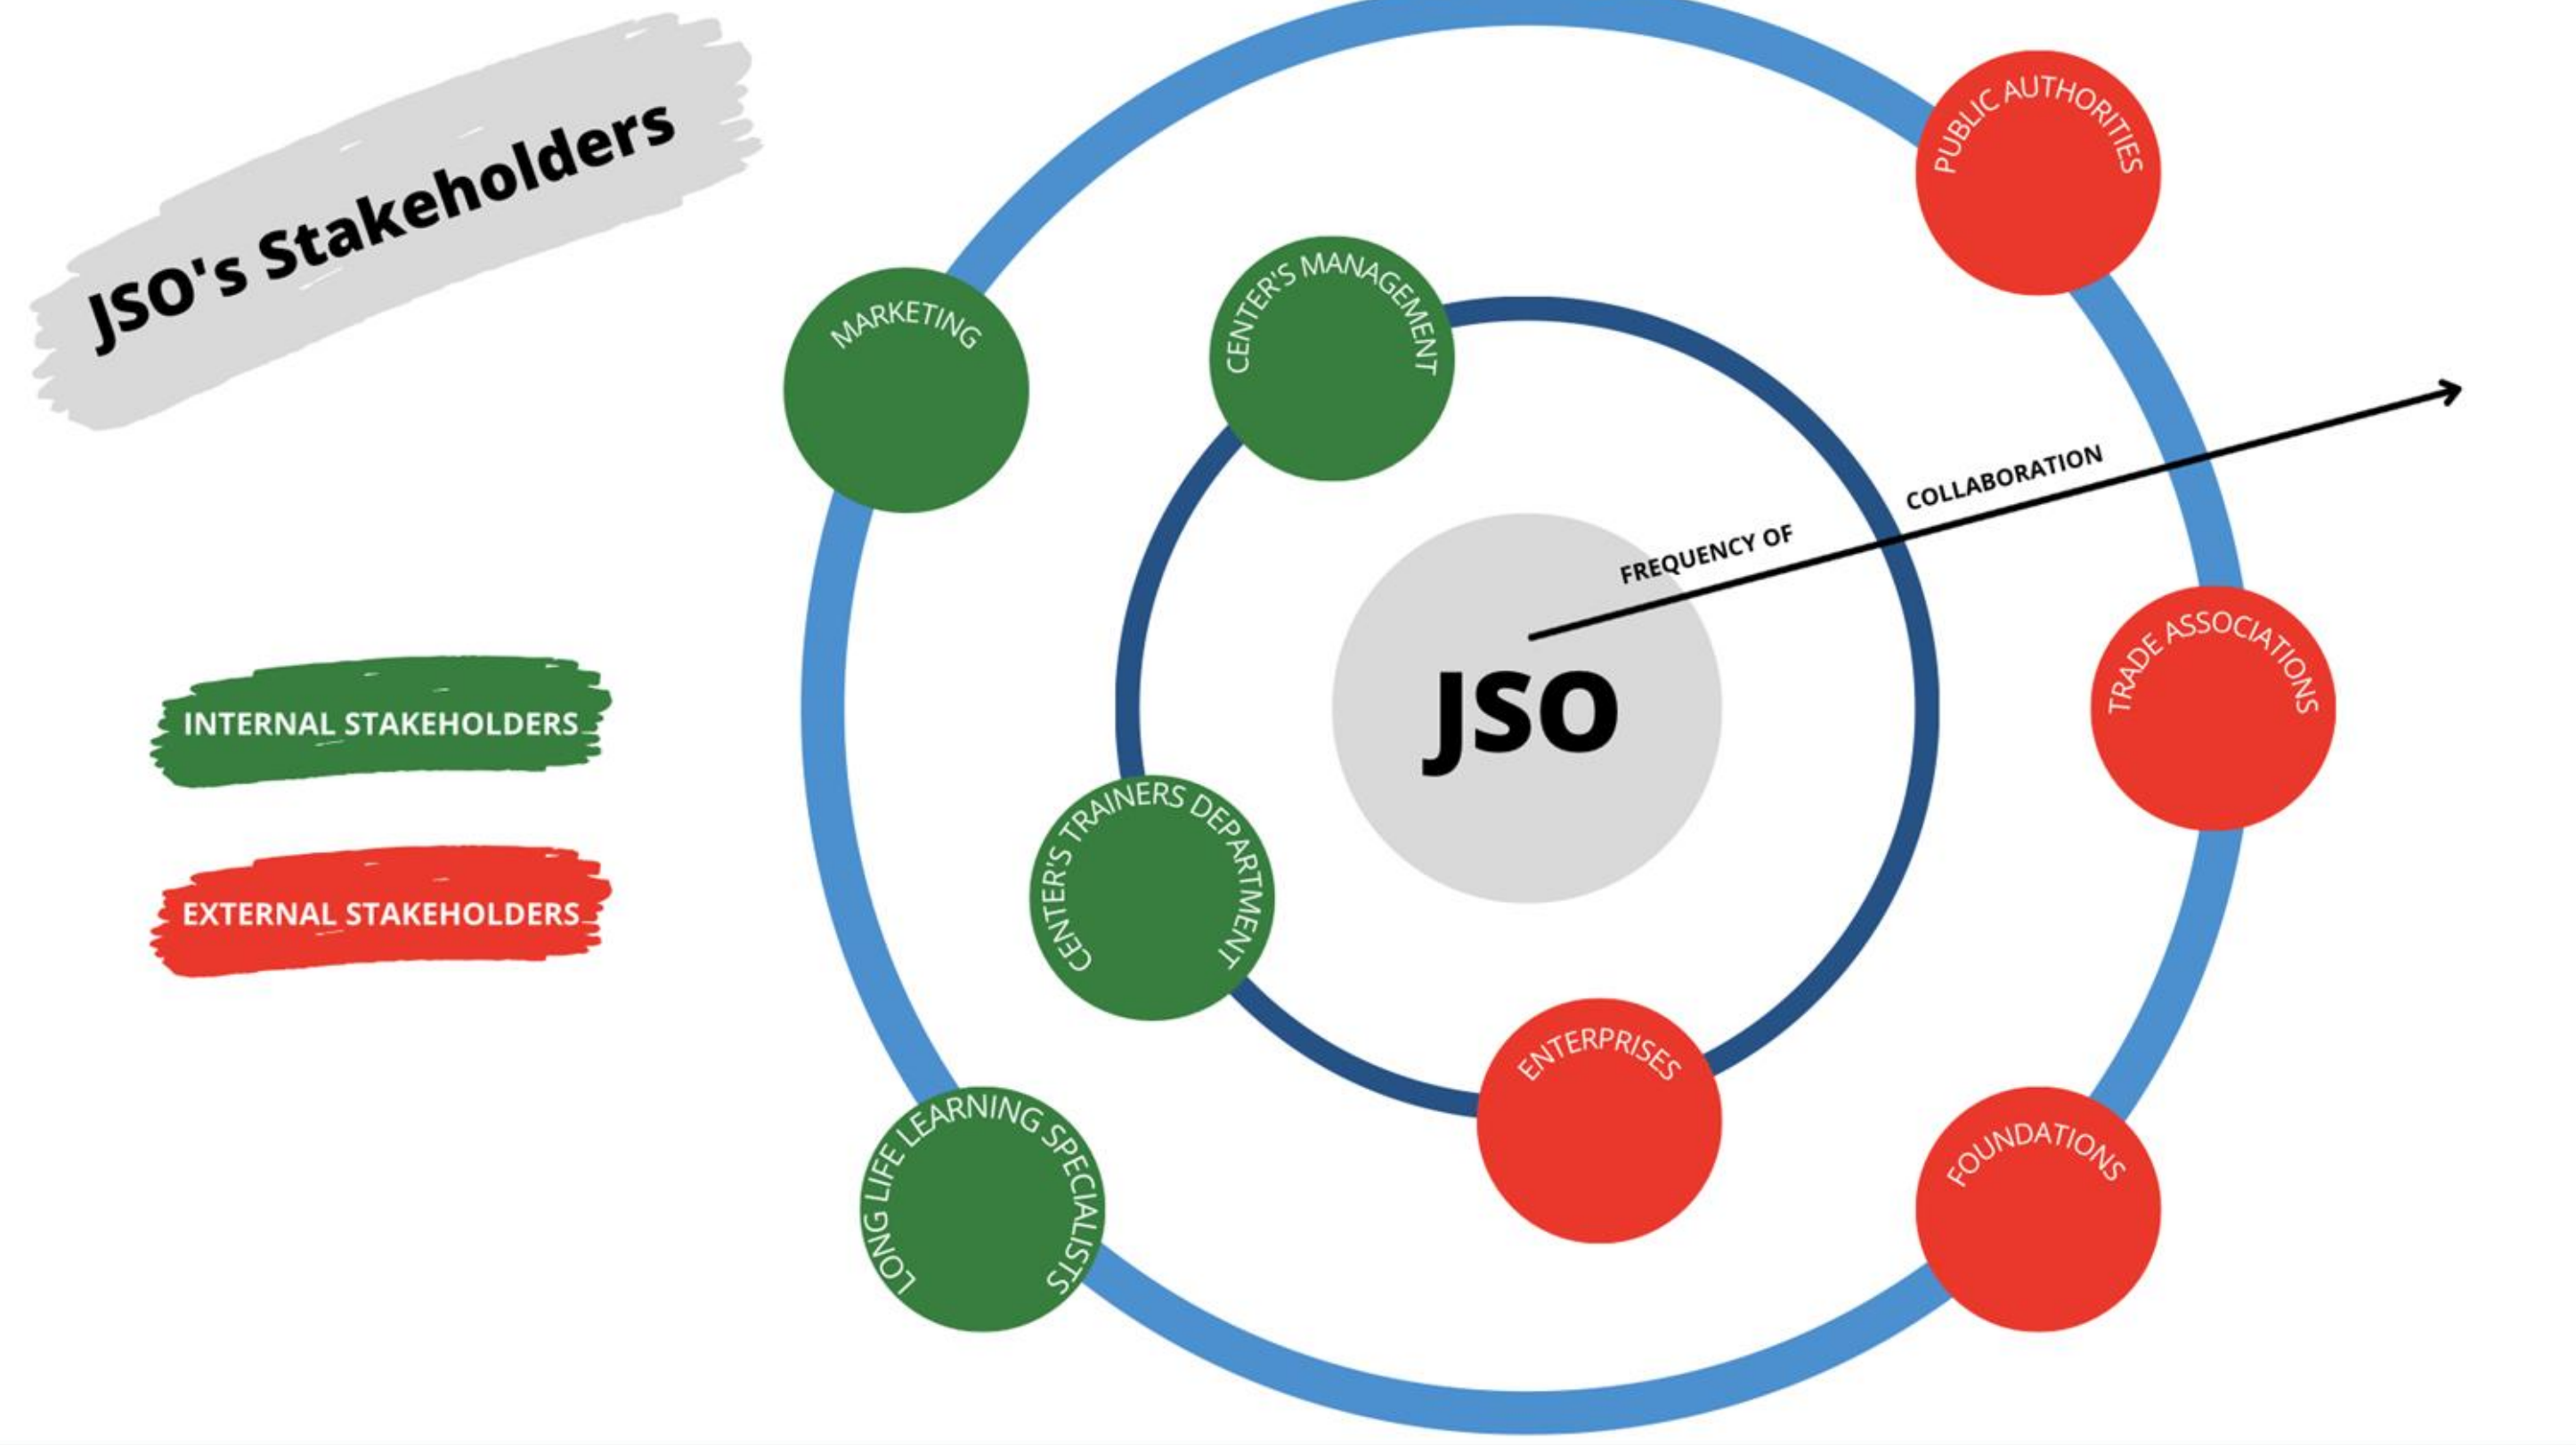 JSO's Stakeholders
PUBLIC AUTHORITIES
CENTER'S MANAGEMENT
MARKETING
FREQUENCY OF
COLLABORATION
TRADE ASSOCIATIONS
JSO
INTERNAL STAKEHOLDERS
CENTER'S TRAINERS DEPARTMENT
EXTERNAL STAKEHOLDERS
ENTERPRISES
LONG LIFE LEARNING SPECIALISTS
FOUNDATIONS